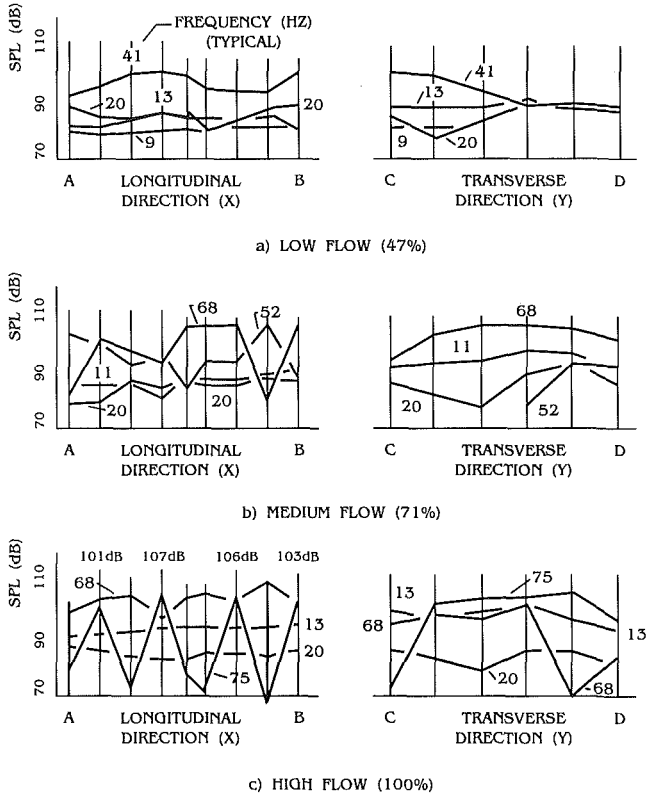 SPL (dB)
110
90
70
FREQUENCY (HZ)
(TYPICAL)
41
20
13
9
20
A
LONGITUDINAL
DIRECTION (X)
B
41
13
9
20
C
TRANSVERSE
DIRECTION (Y)
D
a) LOW FLOW (47%)
SPL (dB)
110
90
70
68
52
11
20
20
A
LONGITUDINAL
DIRECTION (X)
B
68
11
20
52
C
TRANSVERSE
DIRECTION (Y)
D
b) MEDIUM FLOW (71%)
SPL (dB)
110
90
70
101dB
107dB
106dB
103dB
68
13
20
75
A
LONGITUDINAL
DIRECTION (X)
B
13
75
68
13
20
68
C
TRANSVERSE
DIRECTION (Y)
D
c) HIGH FLOW (100%)